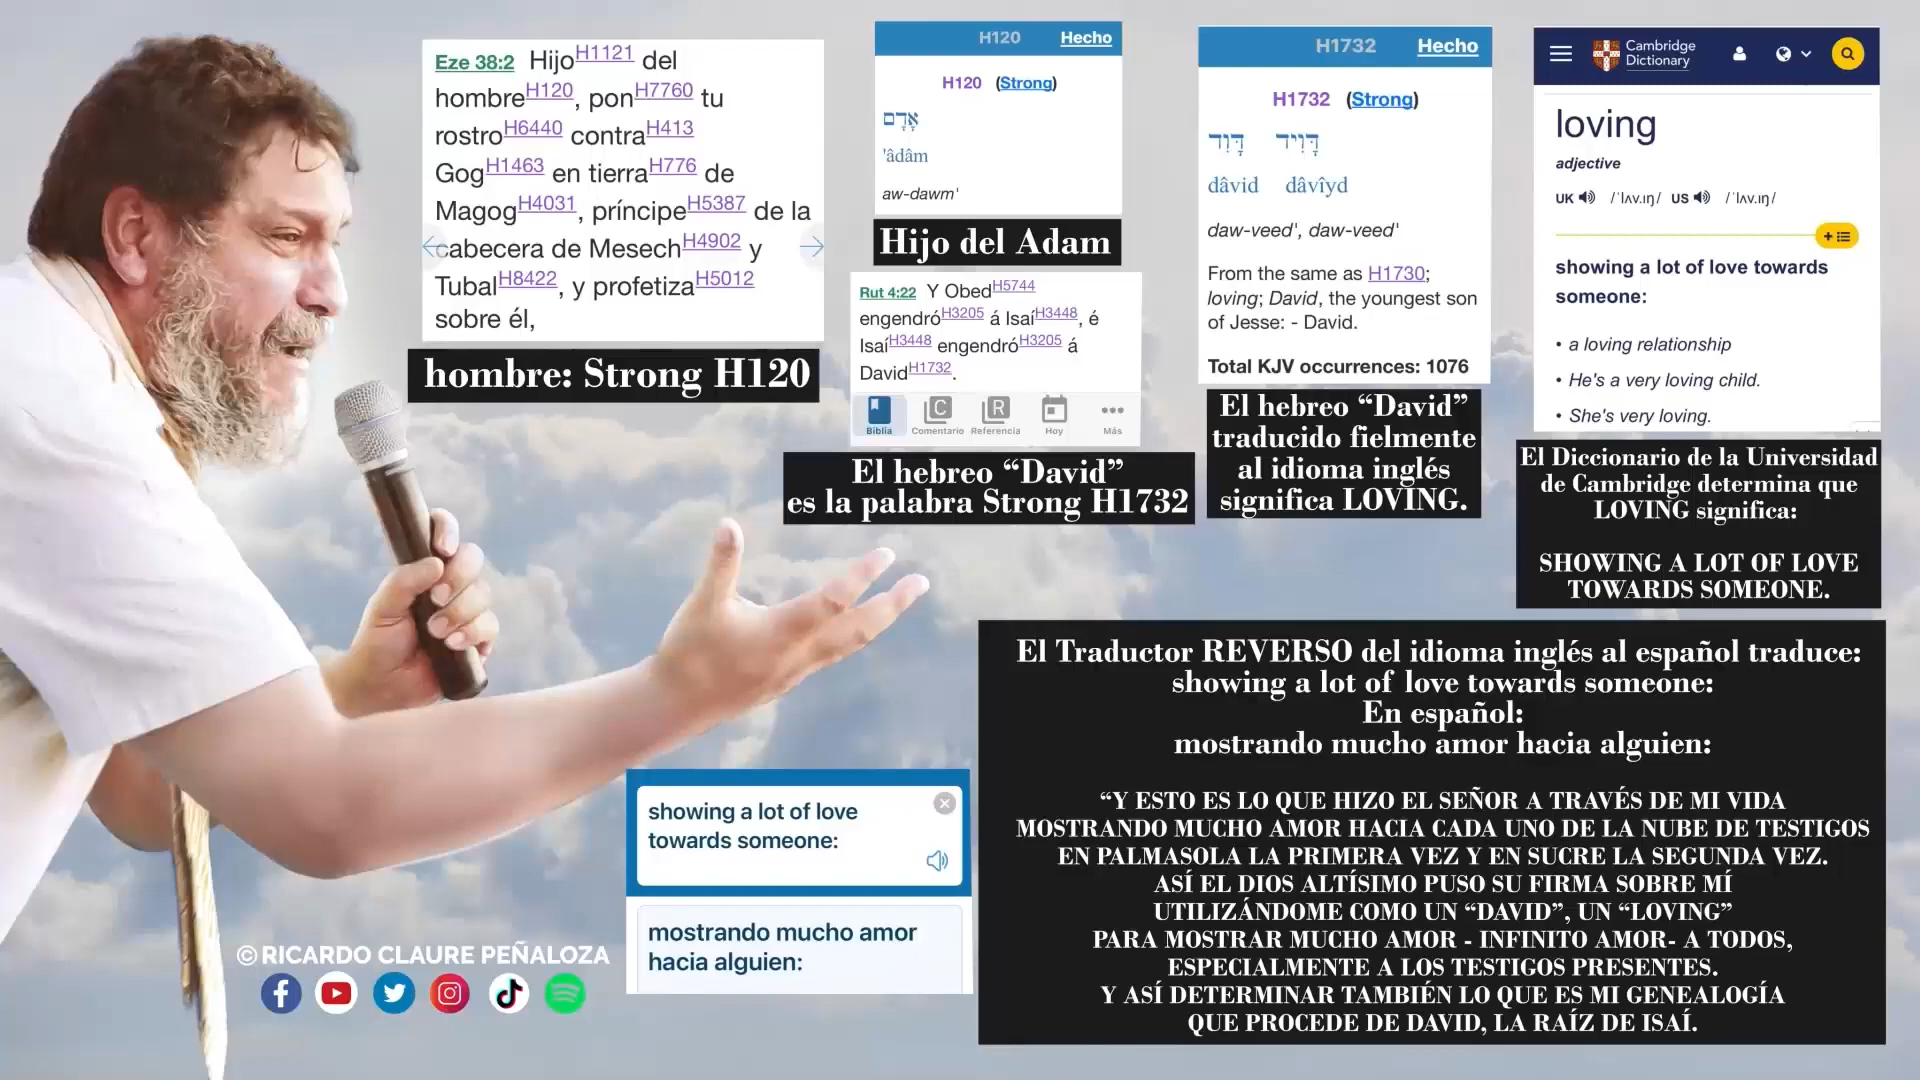 Eze 38:2 HijoH1121 del
hombreH120, ponH7760 tu
rostroH6440 contraH413
GogH1463 en tierraH776 de
MagogH4031, príncipeH5387 de la
cabecera de MesechH4902 y
TubalH8422, y profetizaH5012
sobre él,
hombre: Strong H120
H120 Hecho
H120 (Strong)
אָדָם
'âdâm
aw-dawm'
Hijo del Adam
Rut 4:22 Y ObedH5744
engendróH3205 á IsaíH3448, é
IsaíH3448 engendróH3205 á
DavidH1732.
Biblia Comentario Referencia Hoy Más
El hebreo “David”
es la palabra Strong H1732
H1732 Hecho
H1732 (Strong)
דָּוִד דָּוִיד
dâvid dâvîyd
daw-veed', daw-veed'
From the same as H1730;
loving; David, the youngest son
of Jesse: - David.
Total KJV occurrences: 1076
El hebreo “David”
traducido fielmente
al idioma inglés
significa LOVING.
Cambridge
Dictionary
loving
adjective
UK /ˈlʌv.ɪŋ/ US /ˈlʌv.ɪŋ/
showing a lot of love towards
someone:
• a loving relationship
• He's a very loving child.
• She's very loving.
El Diccionario de la Universidad
de Cambridge determina que
LOVING significa:
SHOWING A LOT OF LOVE
TOWARDS SOMEONE.
El Traductor REVERSO del idioma inglés al español traduce:
showing a lot of love towards someone:
En español:
mostrando mucho amor hacia alguien:
“Y ESTO ES LO QUE HIZO EL SEÑOR A TRAVÉS DE MI VIDA
MOSTRANDO MUCHO AMOR HACIA CADA UNO DE LA NUBE DE TESTIGOS
EN PALMASOLA LA PRIMERA VEZ Y EN SUCRE LA SEGUNDA VEZ.
ASÍ EL DIOS ALTÍSIMO PUSO SU FIRMA SOBRE MÍ
UTILIZÁNDOME COMO UN “DAVID”, UN “LOVING”
PARA MOSTRAR MUCHO AMOR - INFINITO AMOR- A TODOS,
ESPECIALMENTE A LOS TESTIGOS PRESENTES.
Y ASÍ DETERMINAR TAMBIÉN LO QUE ES MI GENEALOGÍA
QUE PROCEDE DE DAVID, LA RAÍZ DE ISAÍ.
showing a lot of love
towards someone:
mostrando mucho amor
hacia alguien:
© RICARDO CLAURE PEÑALOZA